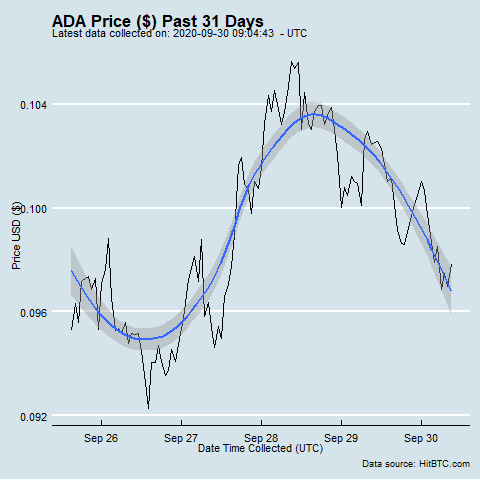 ADA Price ($) Past 31 Days
Latest data collected on: 2020-09-30 09:04:43 - UTC
Price USD ($)
0.104
0.100
0.096
0.092
Sep 26 Sep 27 Sep 28 Sep 29 Sep 30
Date Time Collected (UTC)
Data source: HitBTC.com